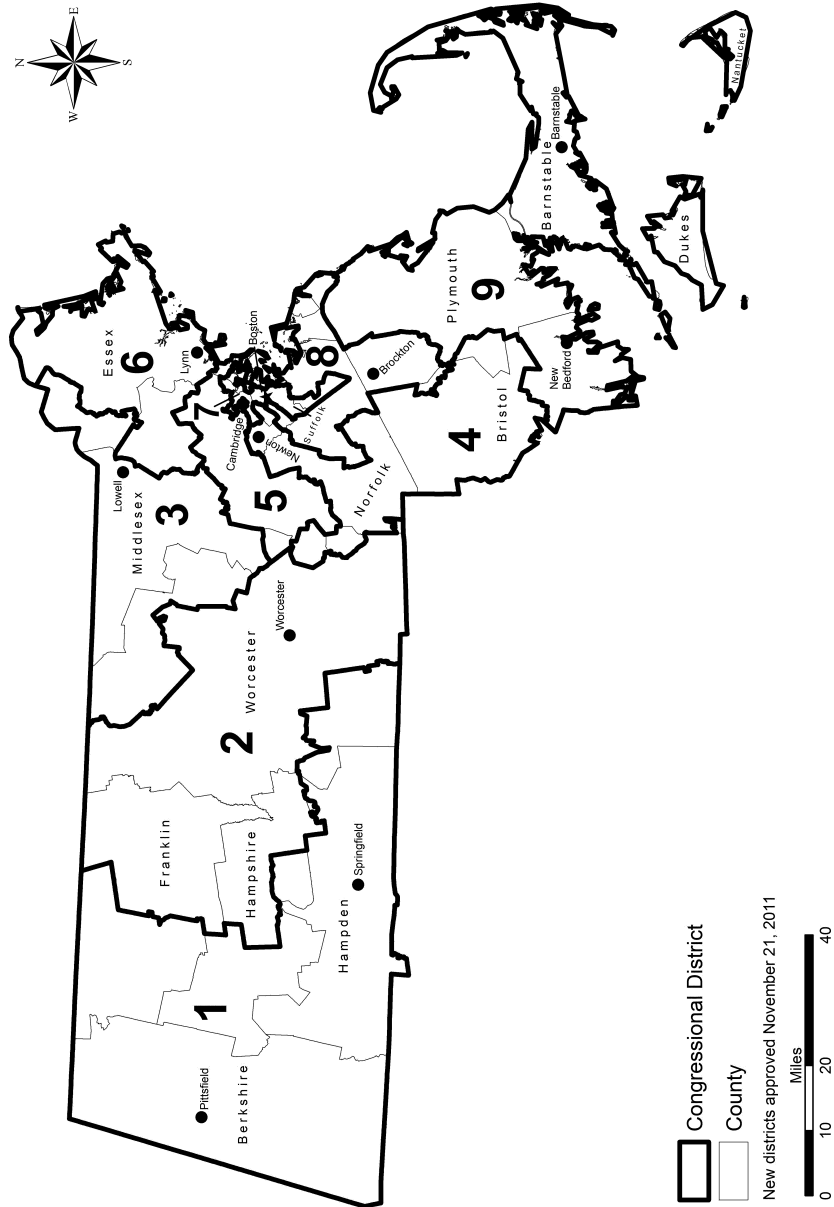 N
E
W
S
Essex
6
Lynn
Lowell
Middlesex
3
7
Boston
Cambridge
Newton
Suffolk
8
5
Norfolk
Brockton
Plymouth
9
Bristol
4
New
Bedford
Barnstable
Barnstable
Dukes
Nantucket
Worcester
Worcester
2
Franklin
Hampshire
Springfield
Hampden
1
Pittsfield
Berkshire
Congressional District
County
New districts approved November 21, 2011
Miles
0 10 20 40